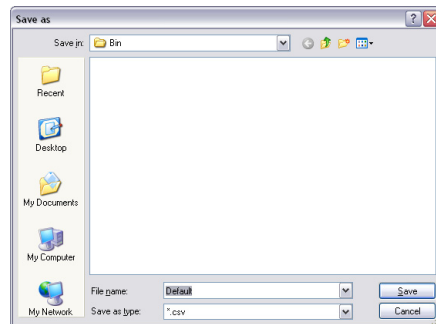 Save as
Save in:
Bin
Recent
Desktop
My Documents
My Computer
My Network
File name:
Default
Save
Save as type:
*.csv
Cancel